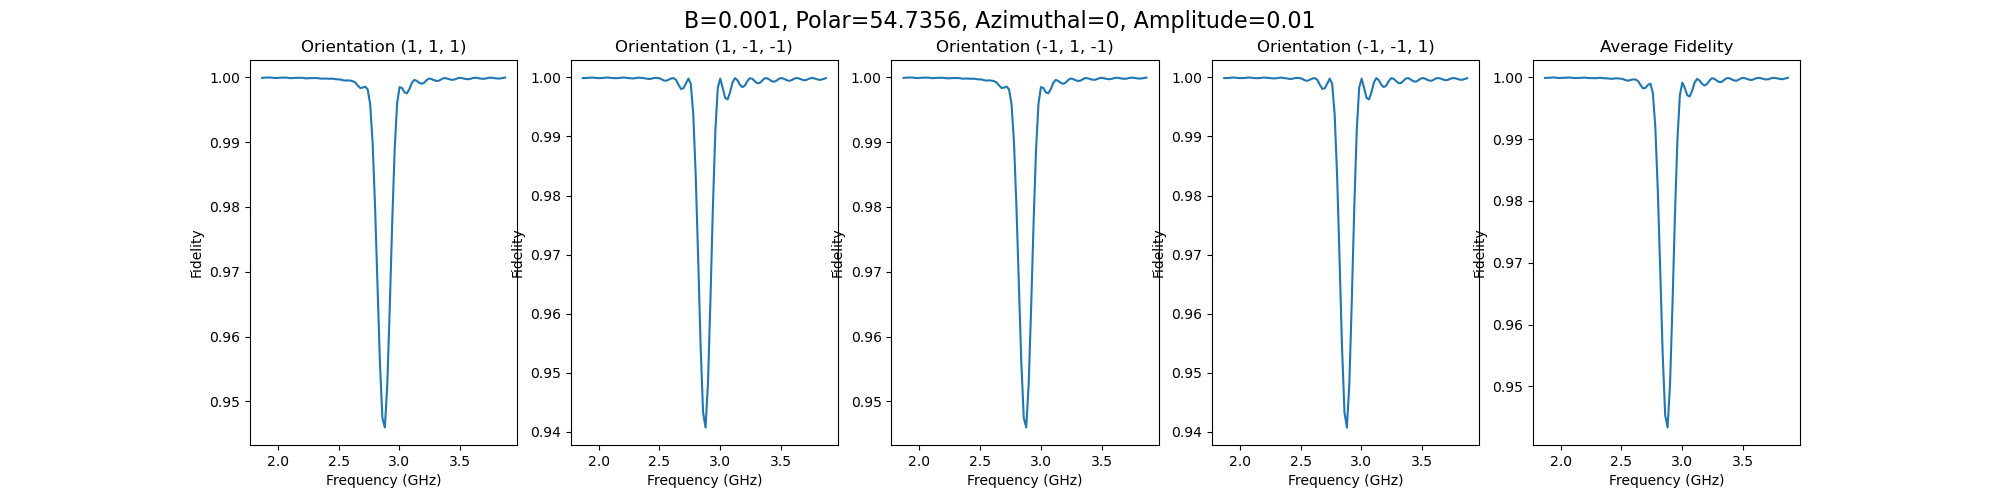 B=0.001, Polar=54.7356, Azimuthal=0, Amplitude=0.01
Orientation (1, 1, 1)
1.00
0.99
0.98
0.97
0.96
0.95
Fidelity
2.0 2.5 3.0 3.5
Frequency (GHz)
Orientation (1, -1, -1)
1.00
0.99
0.98
0.97
0.96
0.95
0.94
Fidelity
2.0 2.5 3.0 3.5
Frequency (GHz)
Orientation (-1, 1, -1)
1.00
0.99
0.98
0.97
0.96
0.95
Fidelity
2.0 2.5 3.0 3.5
Frequency (GHz)
Orientation (-1, -1, 1)
1.00
0.99
0.98
0.97
0.96
0.95
0.94
Fidelity
2.0 2.5 3.0 3.5
Frequency (GHz)
Average Fidelity
1.00
0.99
0.98
0.97
0.96
0.95
Fidelity
2.0 2.5 3.0 3.5
Frequency (GHz)